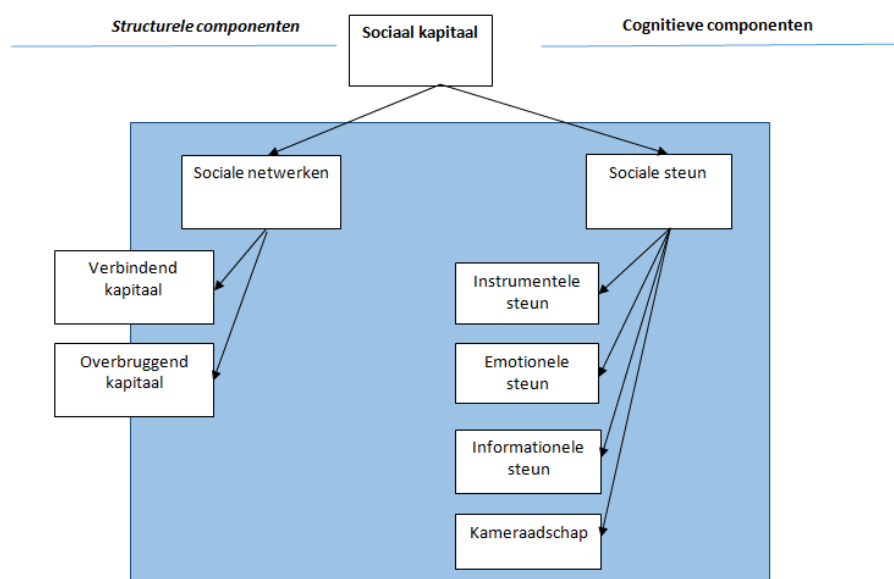 Structurele componenten
Sociaal kapitaal
Cognitieve componenten
Sociale netwerken
Sociale steun
Verbindend
kapitaal
Overbruggend
kapitaal
Instrumentele
steun
Emotionele
steun
Informationele
steun
Kameraadschap